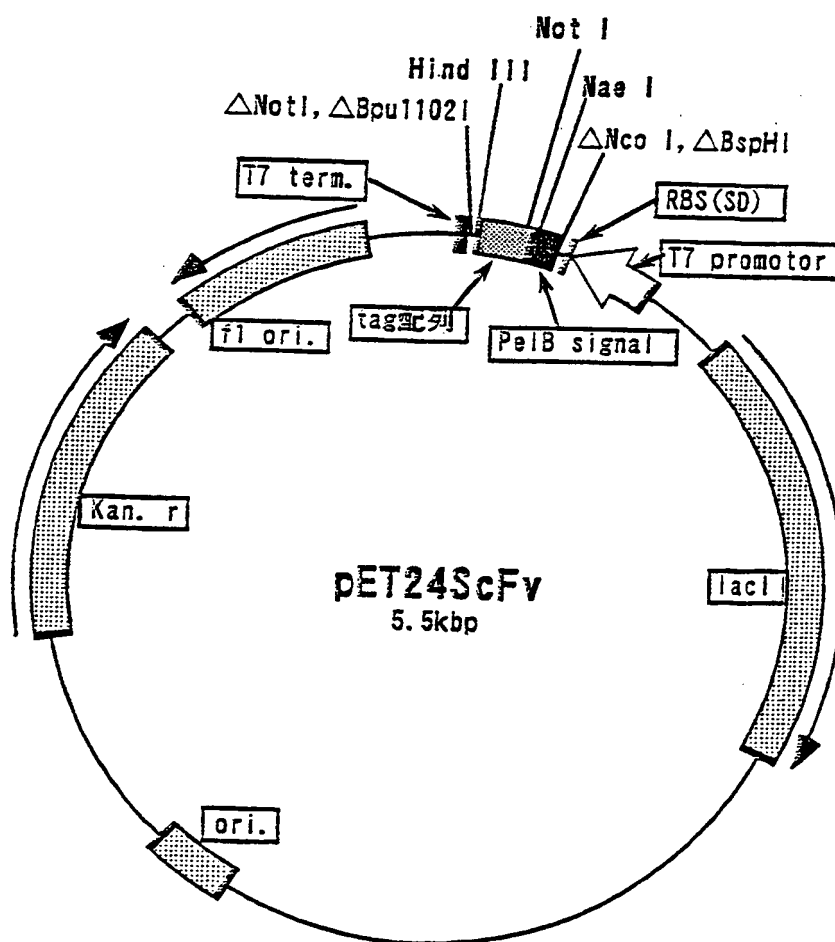 Not I
Hind III
Nae I
△NotI, △Bpu1102I
△Nco I, △BspHI
T7 term.
RBS(SD)
T7 promotor
tag配列
PelB signal
f1 ori.
Kan. r
lacI
pET24ScFv
5.5kbp
ori.